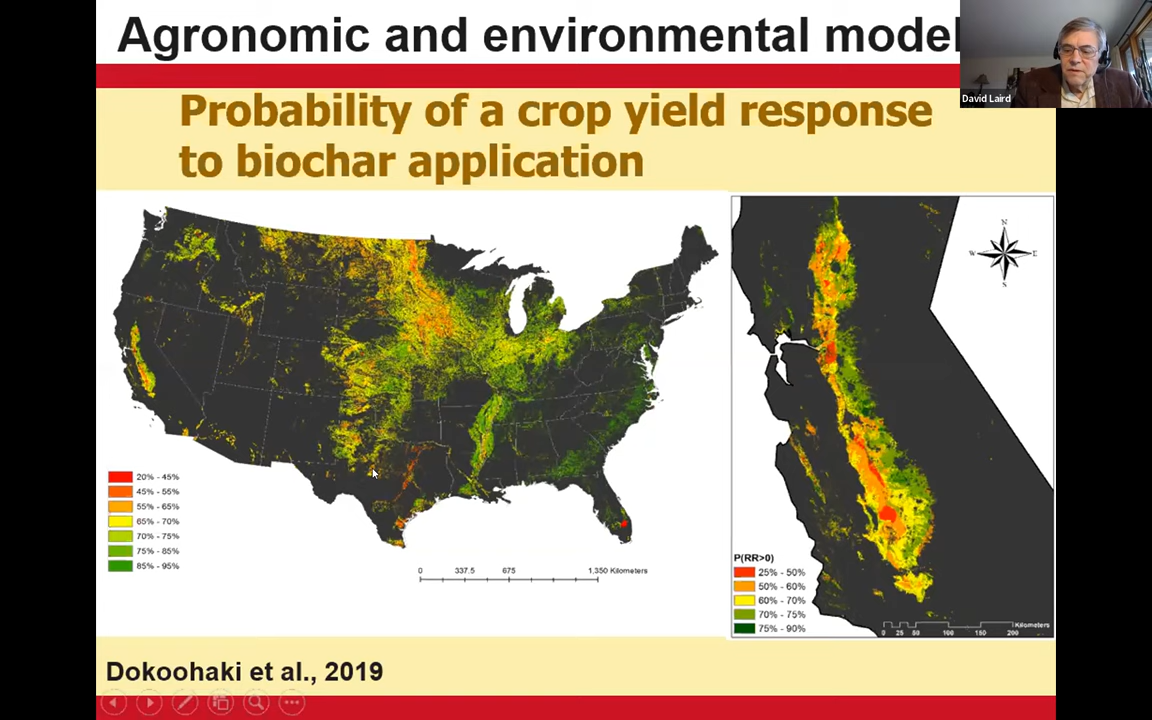 Agronomic and environmental model
David Laird
Probability of a crop yield response
to biochar application
20% - 45%
45% - 55%
55% - 65%
65% - 70%
70% - 75%
75% - 85%
85% - 95%
0 337.5 675 1,350 Kilometers
N
W E
S
P(RR>0)
25% - 50%
50% - 60%
60% - 70%
70% - 75%
75% - 90%
Kilometers
0 25 50 100 150 200
Dokoohaki et al., 2019